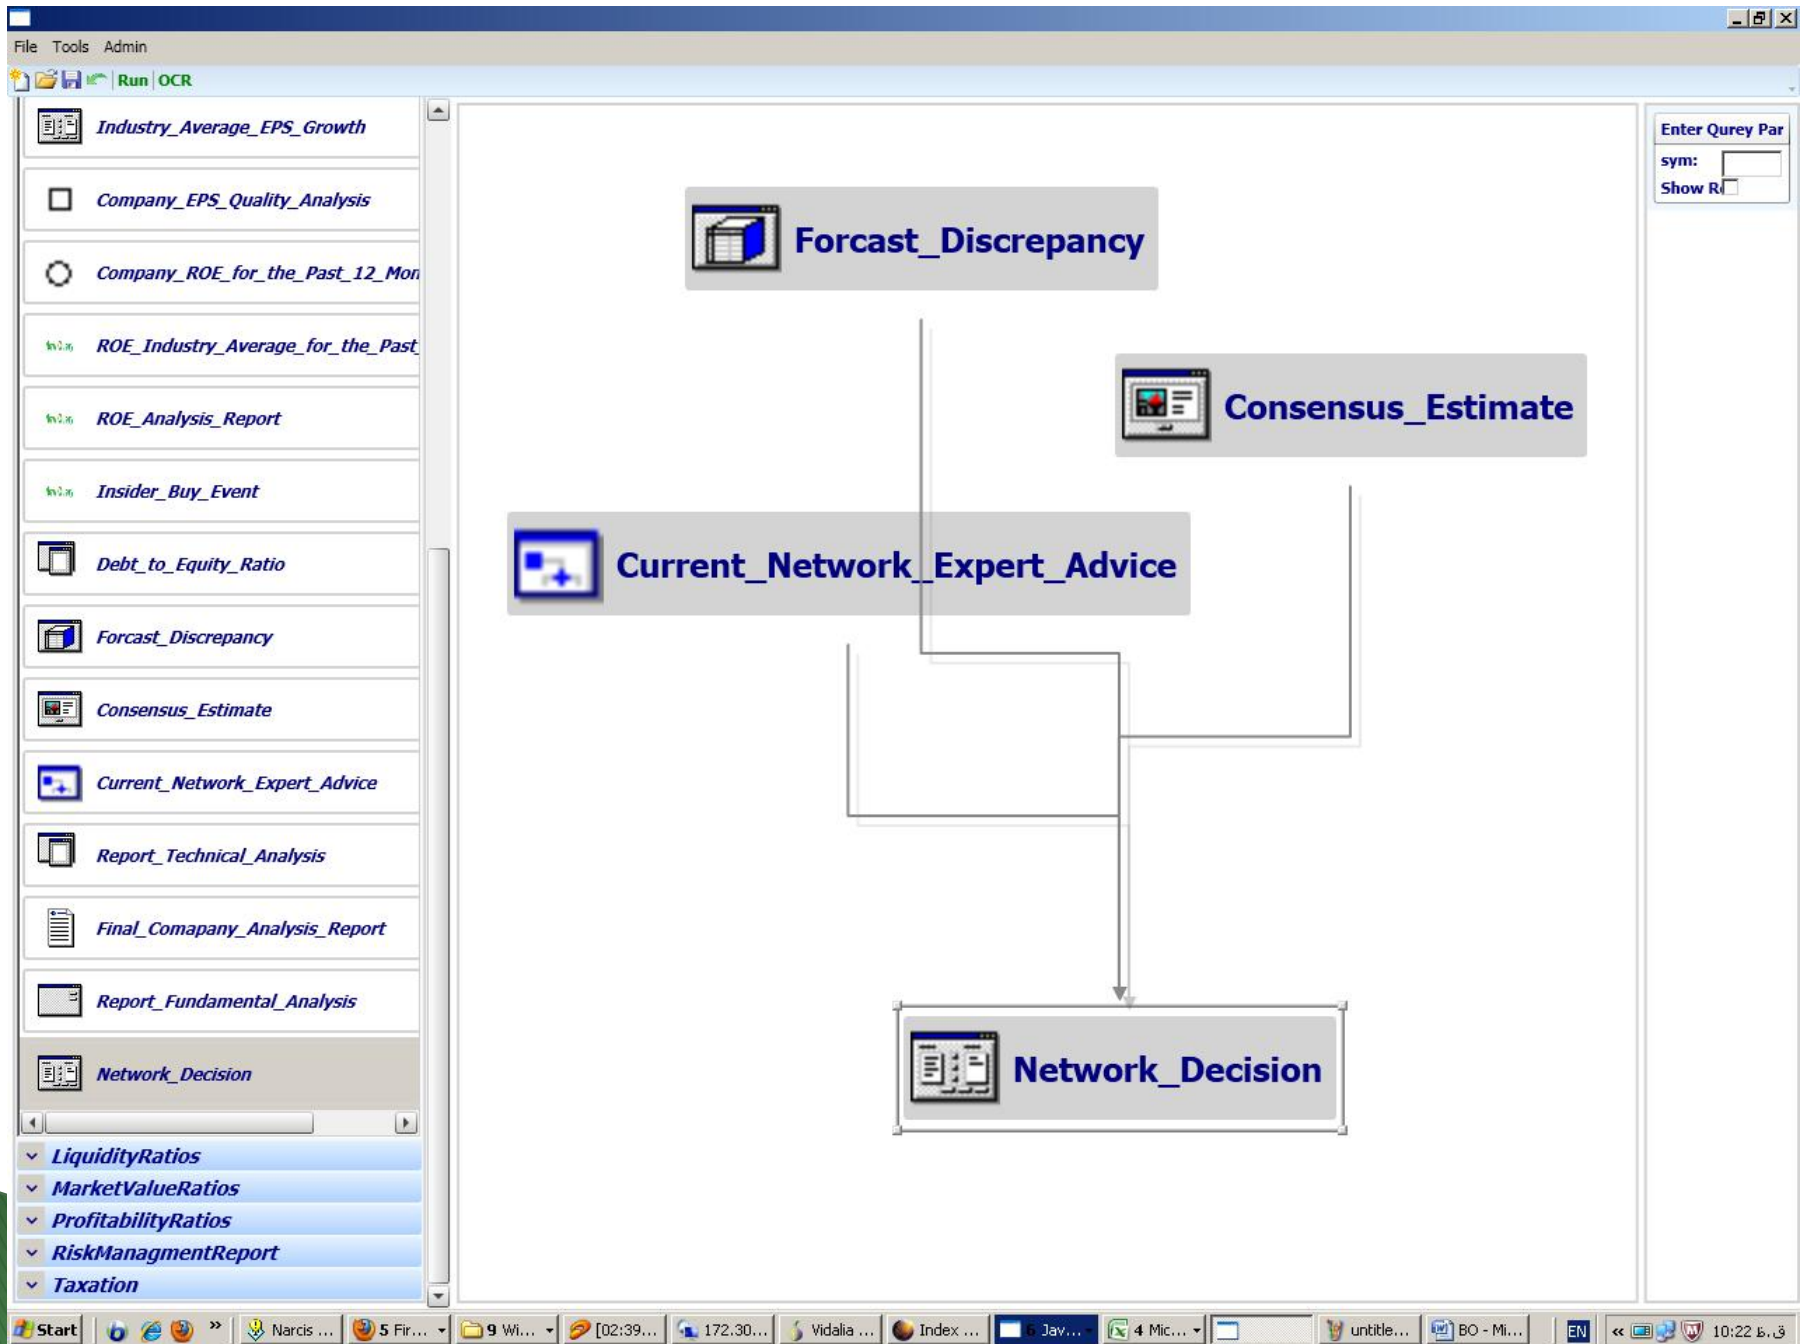 File Tools Admin
Run OCR
Industry_Average_EPS_Growth
Company_EPS_Quality_Analysis
Company_ROE_for_the_Past_12_Mon
ROE_Industry_Average_for_the_Past_
ROE_Analysis_Report
Insider_Buy_Event
Debt_to_Equity_Ratio
Forcast_Discrepancy
Consensus_Estimate
Current_Network_Expert_Advice
Report_Technical_Analysis
Final_Comapany_Analysis_Report
Report_Fundamental_Analysis
Network_Decision
LiquidityRatios
MarketValueRatios
ProfitabilityRatios
RiskManagmentReport
Taxation
Forcast_Discrepancy
Consensus_Estimate
Current_Network_Expert_Advice
Network_Decision
Enter Qurey Par
sym:
Show Re
Start » Narcis ... 5 Fir... 9 Wi... [02:39... 172.30... Vidalia ... Index ... 6 Jav... 4 Mic... untitle... BO - Mi... EN « 10:22 ق.ظ